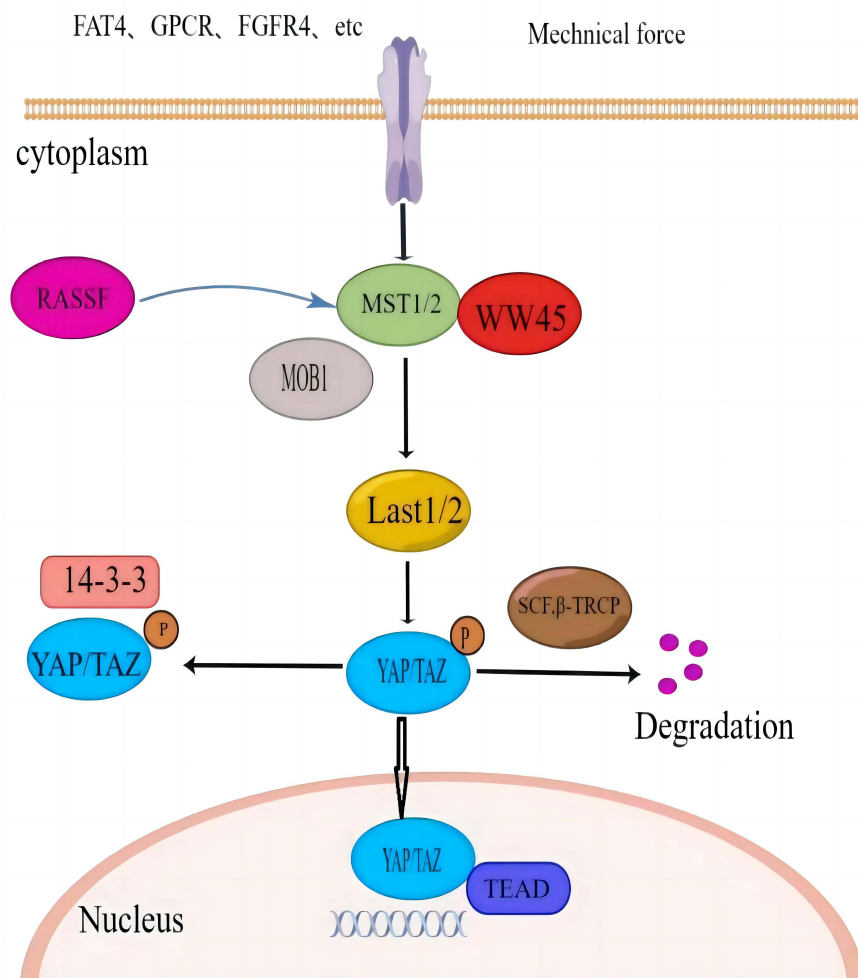 FAT4、GPCR、FGFR4、etc
Mechnical force
cytoplasm
RASSF
MST1/2
WW45
MOB1
Last1/2
14-3-3
P
YAP/TAZ
P
YAP/TAZ
SCF,β-TRCP
Degradation
YAP/TAZ
TEAD
Nucleus